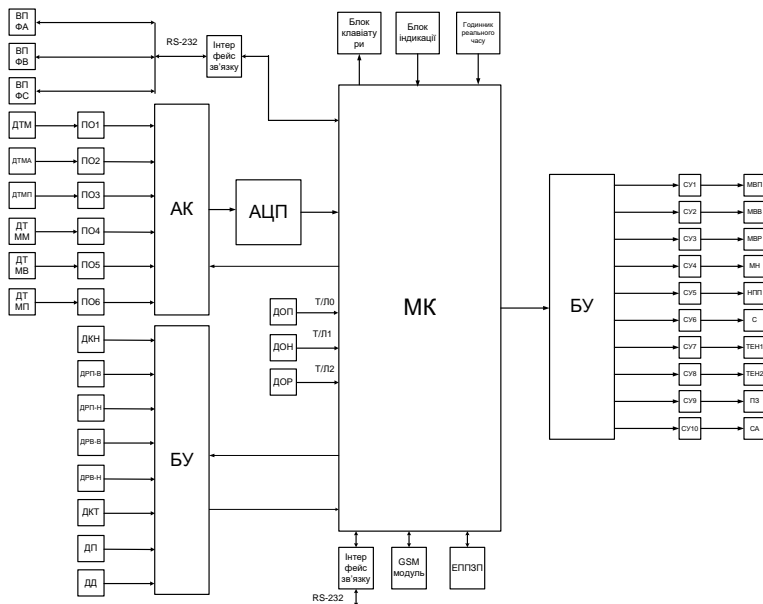 ВП
ФА
ВП
ФВ
ВП
ФС
RS-232
Інтер
фейс
зв'язку
Блок
клавіату
ри
Блок
індикації
Годинник
реального
часу
ДТМ
ПО1
ДТМА
ПО2
ДТМП
ПО3
ДТ
ММ
ПО4
ДТ
МВ
ПО5
ДТ
МП
ПО6
АК
АЦП
МК
ДОП
Т/Л0
ДОН
Т/Л1
ДОР
Т/Л2
ДКН
ДРП-В
ДРП-Н
ДРВ-В
ДРВ-Н
ДКТ
ДП
ДД
БУ
БУ
СУ1
МВП
СУ2
МВВ
СУ3
МВР
СУ4
МН
СУ5
НПП
СУ6
С
СУ7
ТЕН1
СУ8
ТЕН2
СУ9
ПЗ
СУ10
СА
Інтер
фейс
зв'язку
GSM
модуль
ЕППЗП
RS-232